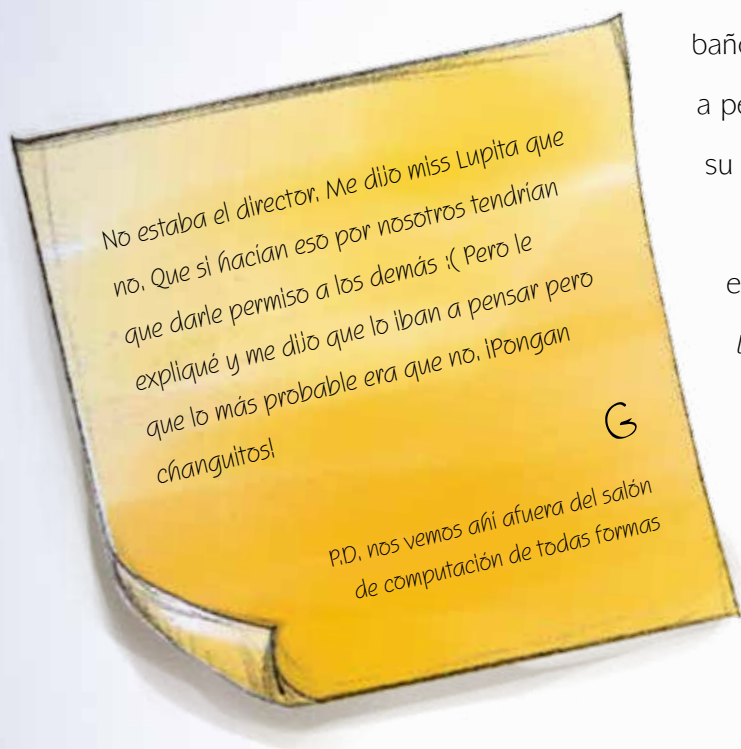 No estaba el director. Me dijo miss Lupita que
no. Que si hacían eso por nosotros tendrían
que darle permiso a los demás :( Pero le
expliqué y me dijo que lo iban a pensar pero
que lo más probable era que no. ¡Pongan
changuitos!
G
P.D. nos vemos ahí afuera del salón
de computación de todas formas
baño
a pe
su
e
l